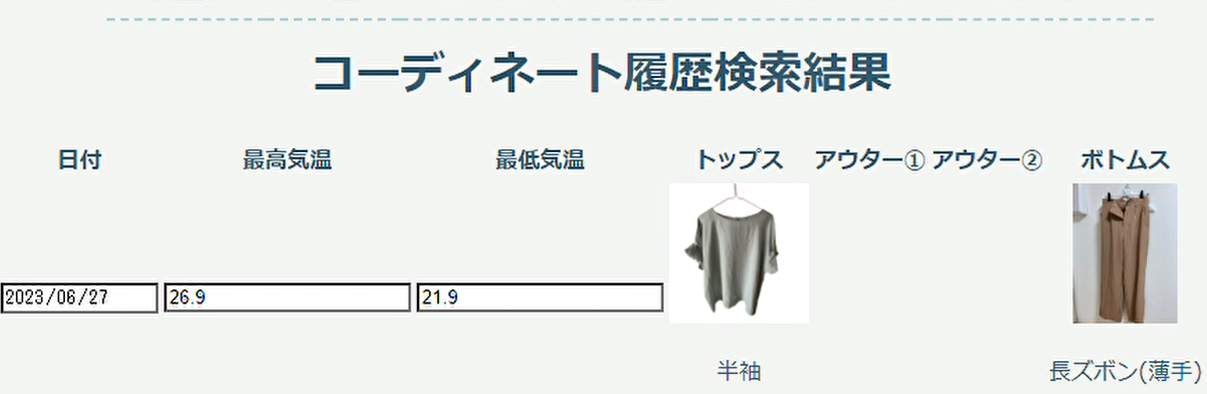 コーディネート履歴検索結果
日付 最高気温 最低気温 トップス アウター① アウター② ボトムス
2023/06/27 26.9 21.9
半袖 長ズボン(薄手)